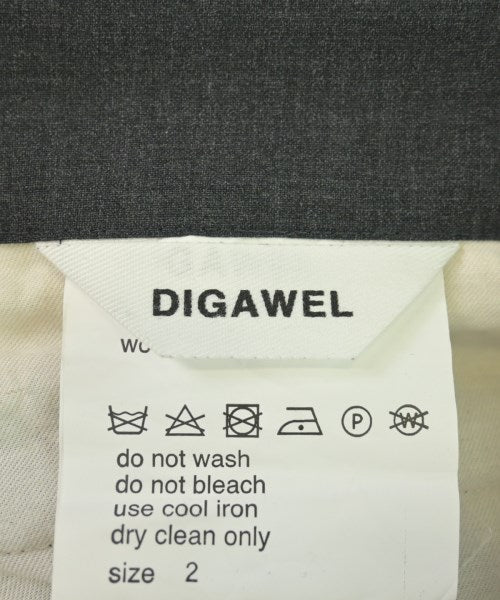 DIGAWEL
P W
do not wash
do not bleach
use cool iron
dry clean only
size 2